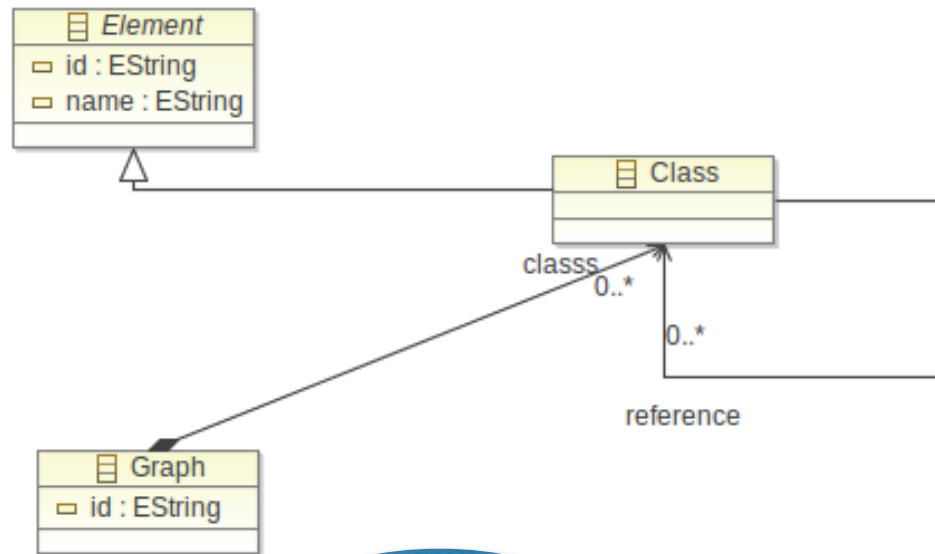 Element
id : EString
name : EString
Class
classs
0..*
0..*
reference
Graph
id : EString